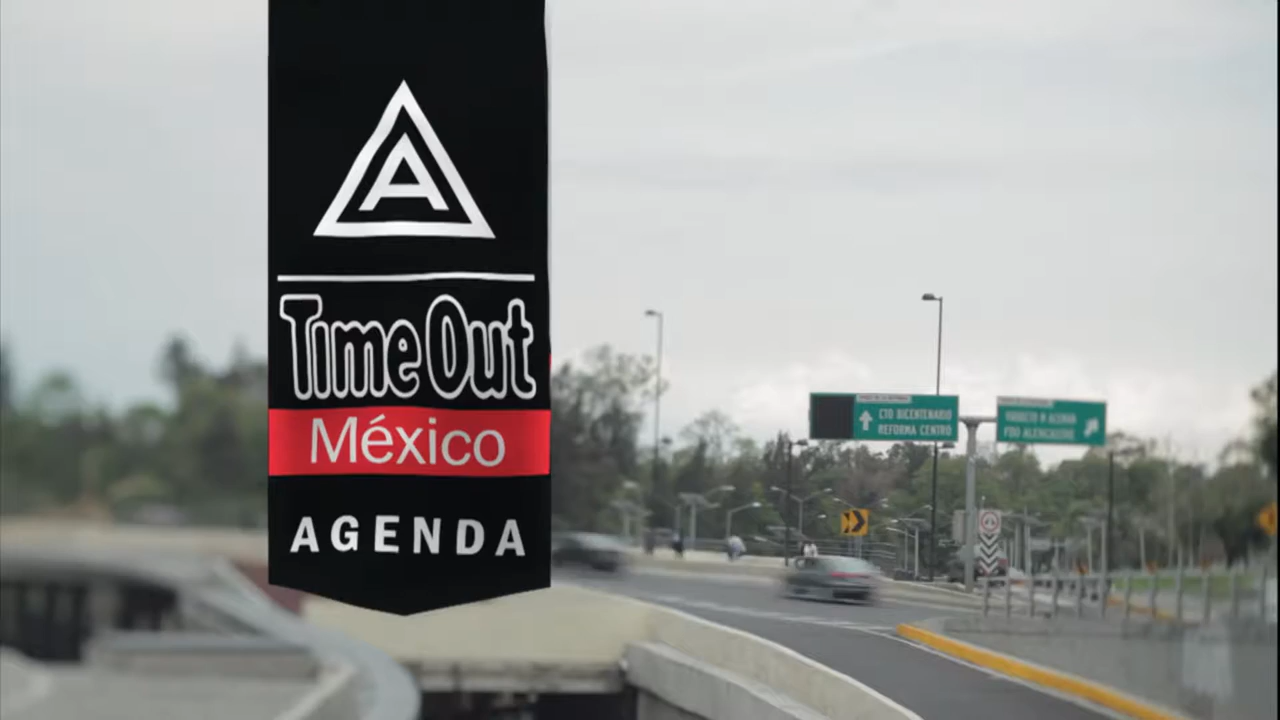 A
Time Out
México
AGENDA
CTO BICENTENARIO
REFORMA CENTRO